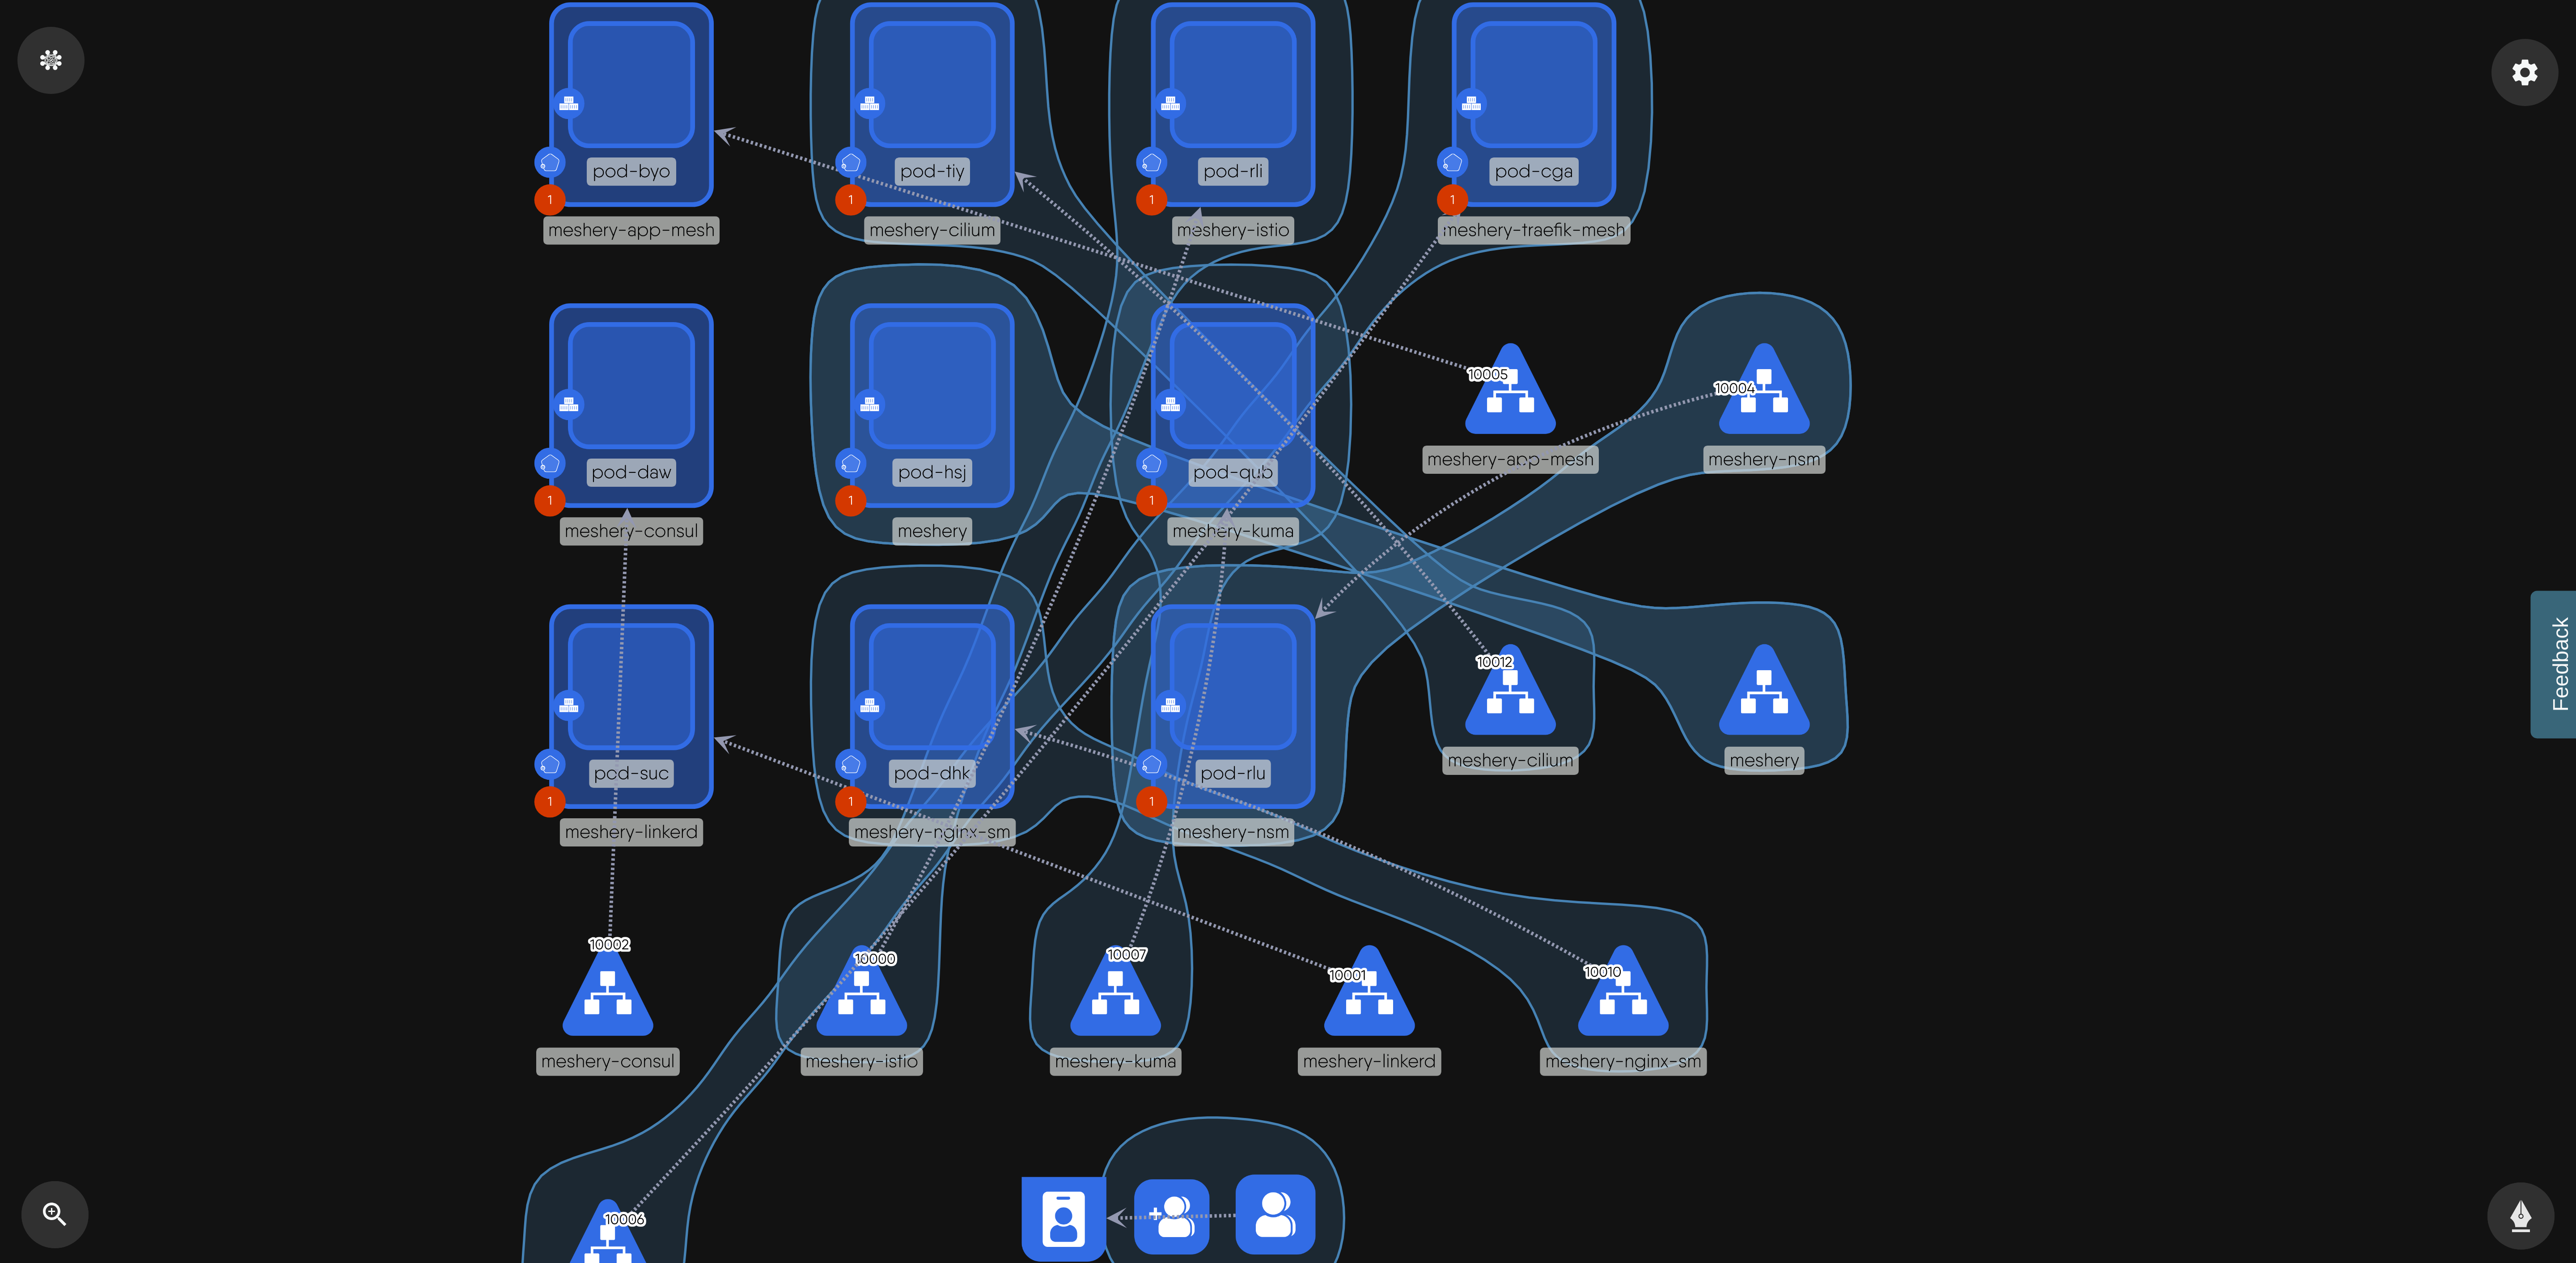 pod-byo
pod-tiy
pod-rli
pod-cga
1
1
1
1
meshery-app-mesh
meshery-cilium
meshery-istio
meshery-traefik-mesh
10005
10004
pod-daw
pod-hsj
pod-qub
meshery-app-mesh
meshery-nsm
1
1
1
meshery-consul
meshery
meshery-kuma
10012
Feedback
pod-suc
pod-dhk
pod-rlu
meshery-cilium
meshery
1
1
1
meshery-linkerd
meshery-nginx-sm
meshery-nsm
10002
10000
10007
10001
10010
meshery-consul
meshery-istio
meshery-kuma
meshery-linkerd
meshery-nginx-sm
10006